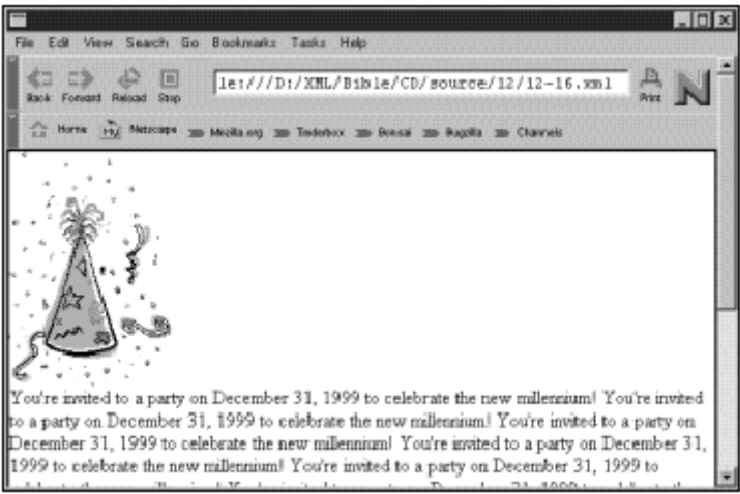 File Edit View Search Go Bookmarks Tasks Help
Back Forward Reload Stop
le:///D:/XML/Bible/CD/source/12/12-16.xml
Print N
Home My Netscape Mozilla.org Tinderbox Bonsai Bugzilla Channels
You're invited to a party on December 31, 1999 to celebrate the new millennium! You're invited
to a party on December 31, 1999 to celebrate the new millennium! You're invited to a party on
December 31, 1999 to celebrate the new millennium! You're invited to a party on December 31,
1999 to celebrate the new millennium! You're invited to a party on December 31, 1999 to